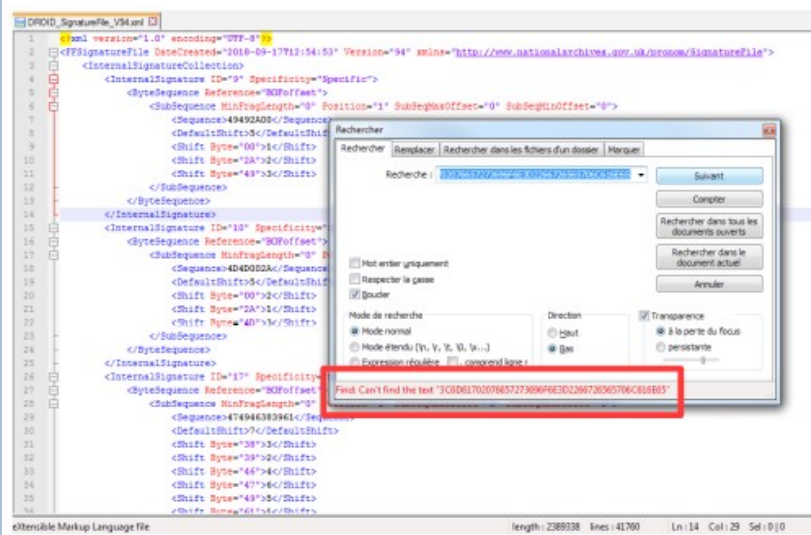 DROID_SignatureFile_V94.xml
1 <?xml version="1.0" encoding="UTF-8"?>
2 <FFSignatureFile DateCreated="2018-09-17T12:54:53" Version="94" xmlns="http://www.nationalarchives.gov.uk/pronom/SignatureFile">
3 <InternalSignatureCollection>
4 <InternalSignature ID="9" Specificity="Specific">
5 <ByteSequence Reference="BOFoffset">
6 <SubSequence MinFragLength="0" Position="1" SubSeqMaxOffset="0" SubSeqMinOffset="0">
7 <Sequence>49492A00</Sequence
8 <DefaultShift>5</DefaultShif
9 <Shift Byte="00">1</Shift>
10 <Shift Byte="2A">2</Shift>
11 <Shift Byte="49">3</Shift>
12 </SubSequence>
13 </ByteSequence>
14 </InternalSignature>
15 <InternalSignature ID="10" Specificity="
16 <ByteSequence Reference="BOFoffset">
17 <SubSequence MinFragLength="0"
18 <Sequence>4D4D002A</Sequence
19 <DefaultShift>5</DefaultShif
20 <Shift Byte="00">2</Shift>
21 <Shift Byte="2A">1</Shift>
22 <Shift Byte="4D">3</Shift>
23 </SubSequence>
24 </ByteSequence>
25 </InternalSignature>
26 <InternalSignature ID="17" Specificity=
27 <ByteSequence Reference="BOFoffset"
28 <SubSequence MinFragLength="0"
29 <Sequence>474946383961</Sequence>
30 <DefaultShift>7</DefaultShift>
31 <Shift Byte="38">3</Shift>
32 <Shift Byte="39">2</Shift>
33 <Shift Byte="46">4</Shift>
34 <Shift Byte="47">6</Shift>
35 <Shift Byte="49">5</Shift>
<Shift Byte="61">1</Shift>
Rechercher
Rechercher Remplacer Rechercher dans les fichiers d'un dossier Marquer
Recherche : 02076657273696F6E3D2266726565706C616E65 Suivant
Compter
Rechercher dans tous les
documents ouverts
Rechercher dans le
document actuel
Annuler
Mot entier uniquement
Respecter la casse
Boucler
Mode de recherche Direction Transparence
Mode normal Haut à la perte du focus
Mode étendu (\n, \r, \t, \0, \x...) Bas persistante
Expression régulière . comprend ligne r
Find: Can't find the text "3C6D61702076657273696F6E3D2266726565706C616E65"
eXtensible Markup Language file length : 2389338 lines : 41760 Ln : 14 Col : 29 Sel : 0 | 0